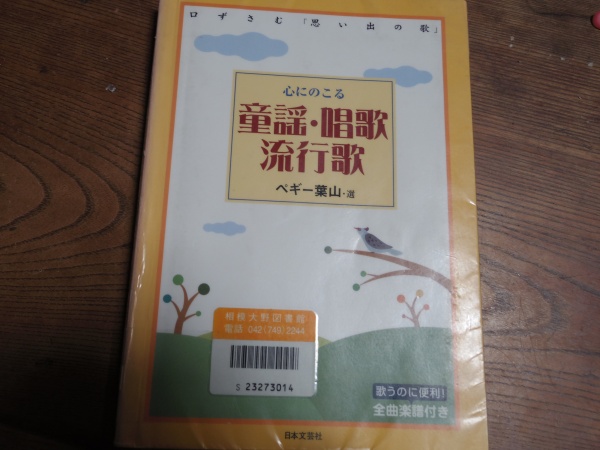 口ずさむ「思い出の歌」
心にのこる
童謡・唱歌
流行歌
ペギー葉山・選
相模大野図書館
電話 042(749)2244
S 23273014
歌うのに便利!
全曲楽譜付き
日本文芸社